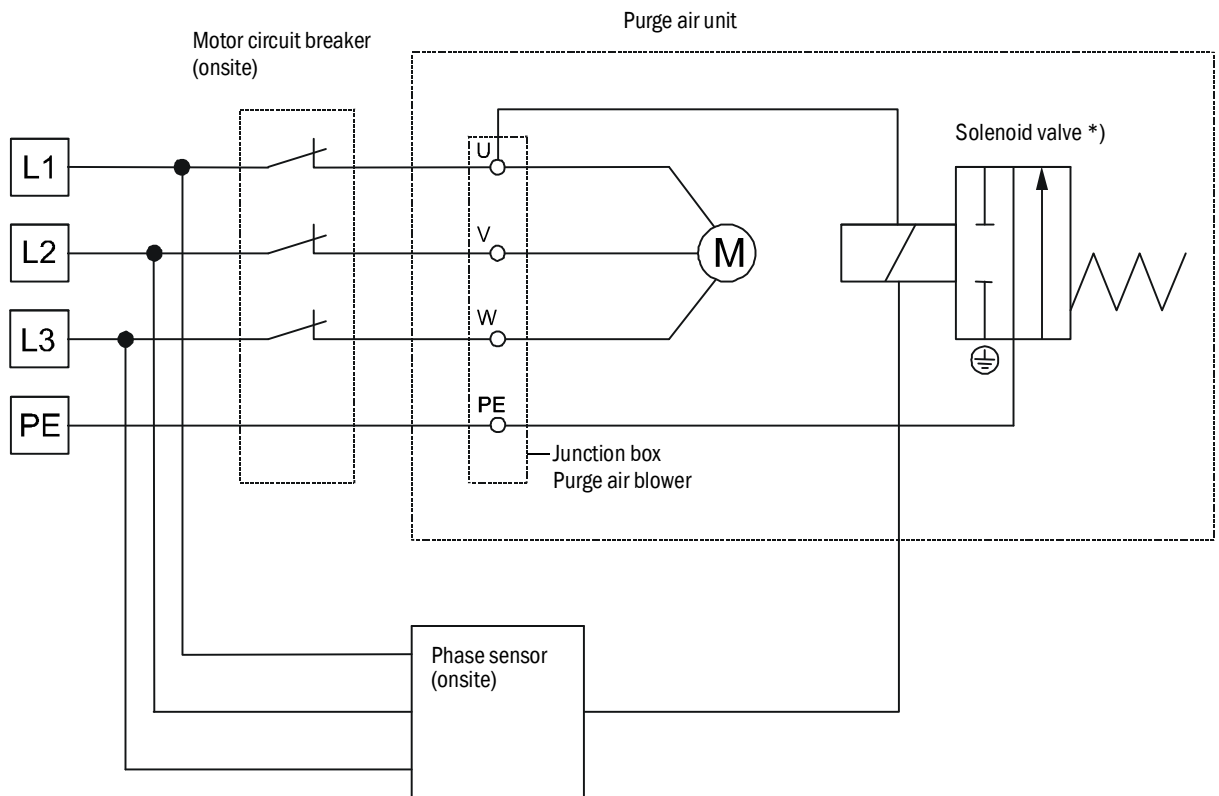 Purge air unit
Motor circuit breaker
(onsite)
Solenoid valve *)
L1
U
L2
V
M
L3
W
PE
PE
Junction box
Purge air blower
Phase sensor
(onsite)